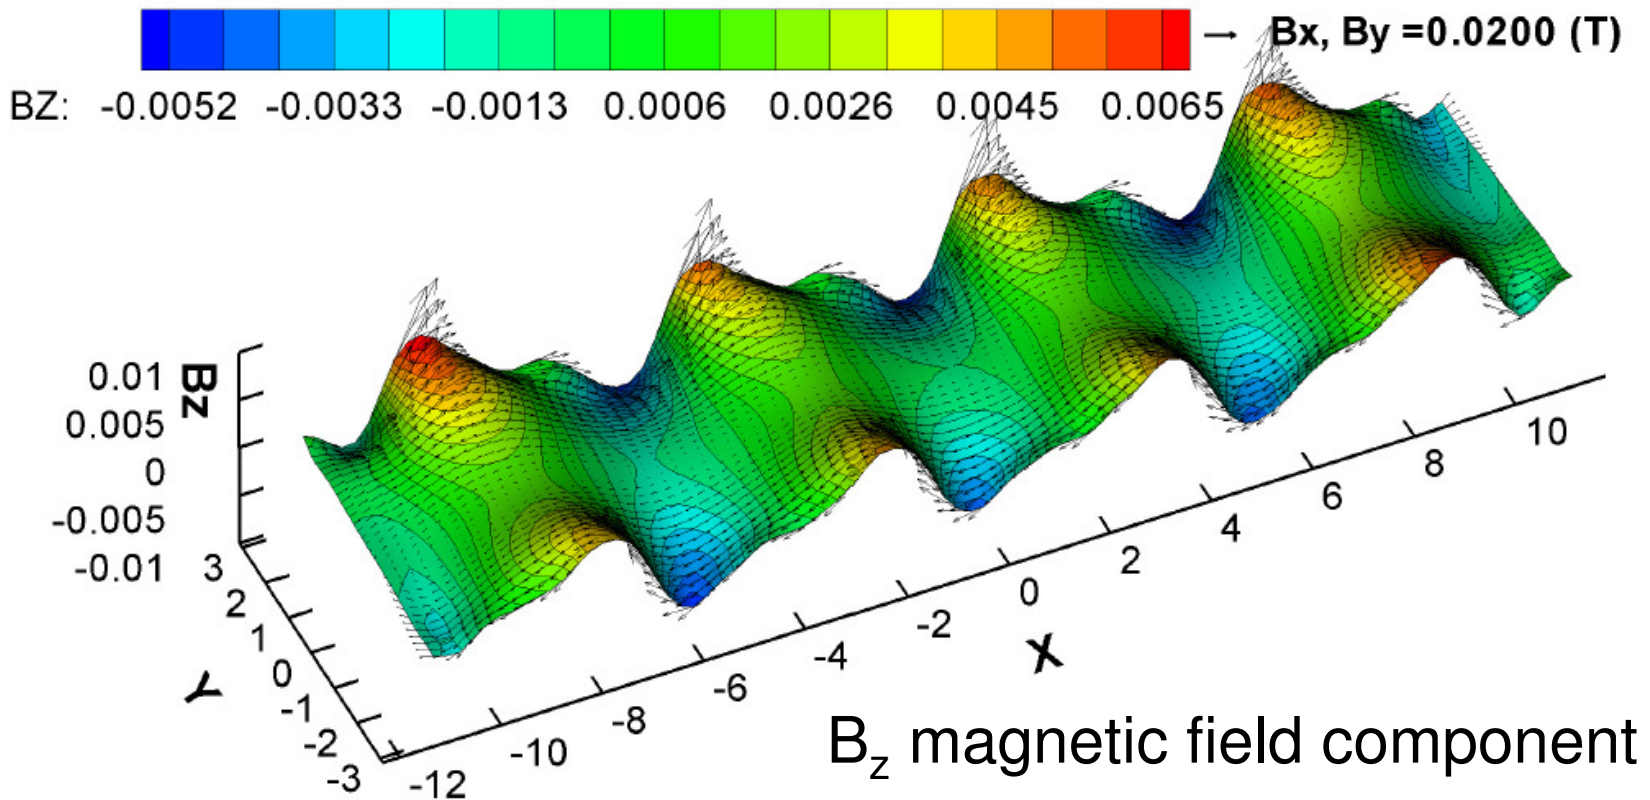 Bx, By =0.0200 (T)
BZ: -0.0052 -0.0033 -0.0013 0.0006 0.0026 0.0045 0.0065
Bz
0.01
0.005
0
-0.005
-0.01
3
2
1
0
-1
-2
-3
Y
-12 -10 -8 -6 -4 -2 0 2 4 6 8 10
X
Bz magnetic field component